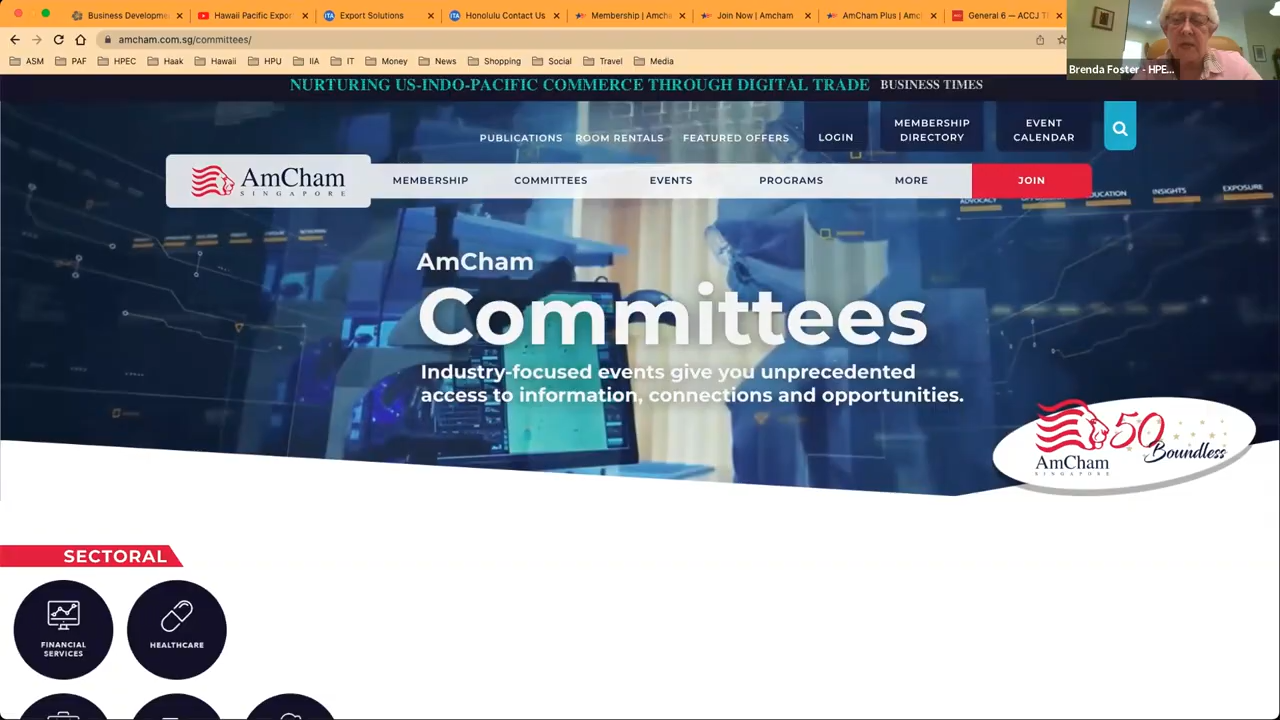 Business Developme
Hawaii Pacific Expor
Export Solutions
Honolulu Contact Us
Membership | Amcha
Join Now | Amcham
AmCham Plus | Amc
General 6 — ACCJ T
amcham.com.sg/committees/
ASM
PAF
HPEC
Haak
Hawaii
HPU
IIA
IT
Money
News
Shopping
Social
Travel
Media
Brenda Foster - HPE...
NURTURING US-INDO-PACIFIC COMMERCE THROUGH DIGITAL TRADE BUSINESS TIMES
PUBLICATIONS
ROOM RENTALS
FEATURED OFFERS
LOGIN
MEMBERSHIP
DIRECTORY
EVENT
CALENDAR
AmCham
SINGAPORE
MEMBERSHIP
COMMITTEES
EVENTS
PROGRAMS
MORE
JOIN
ADVOCACY
EDUCATION
INSIGHTS
EXPOSURE
AmCham
Committees
Industry-focused events give you unprecedented
access to information, connections and opportunities.
50
Boundless
AmCham
SINGAPORE
SECTORAL
FINANCIAL
SERVICES
HEALTHCARE